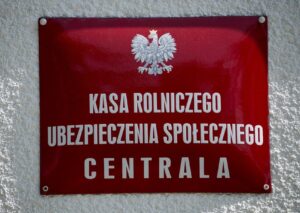 KASA ROLNICZEGO
UBEZPIECZENIA SPOŁECZNEGO
CENTRALA